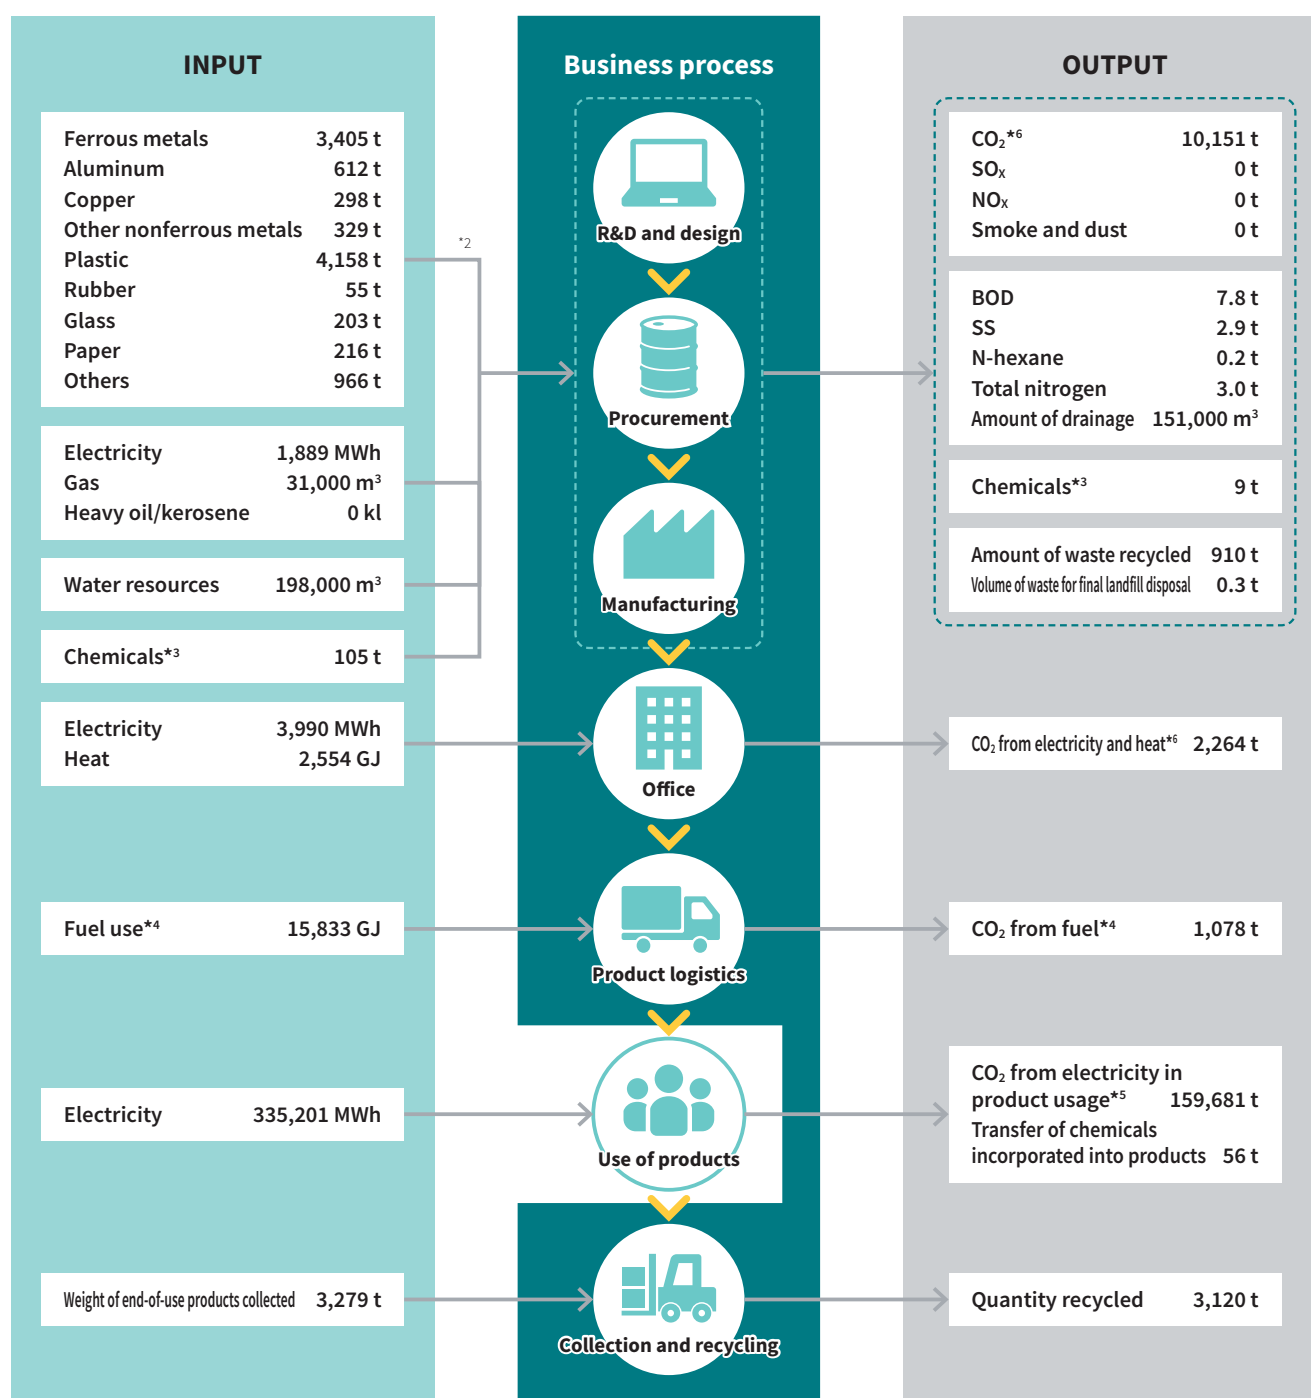 INPUT
Ferrous metals 3,405 t
Aluminum 612 t
Copper 298 t
Other nonferrous metals 329 t
Plastic 4,158 t
Rubber 55 t
Glass 203 t
Paper 216 t
Others 966 t
Electricity 1,889 MWh
Gas 31,000 m³
Heavy oil/kerosene 0 kl
Water resources 198,000 m³
Chemicals*³ 105 t
Electricity 3,990 MWh
Heat 2,554 GJ
Fuel use*⁴ 15,833 GJ
Electricity 335,201 MWh
Weight of end-of-use products collected 3,279 t
*2
Business process
R&D and design
Procurement
Manufacturing
Office
Product logistics
Use of products
Collection and recycling
OUTPUT
CO₂*⁶ 10,151 t
SOₓ 0 t
NOₓ 0 t
Smoke and dust 0 t
BOD 7.8 t
SS 2.9 t
N-hexane 0.2 t
Total nitrogen 3.0 t
Amount of drainage 151,000 m³
Chemicals*³ 9 t
Amount of waste recycled 910 t
Volume of waste for final landfill disposal 0.3 t
CO₂ from electricity and heat*⁶ 2,264 t
CO₂ from fuel*⁴ 1,078 t
CO₂ from electricity in
product usage*⁵ 159,681 t
Transfer of chemicals
incorporated into products 56 t
Quantity recycled 3,120 t